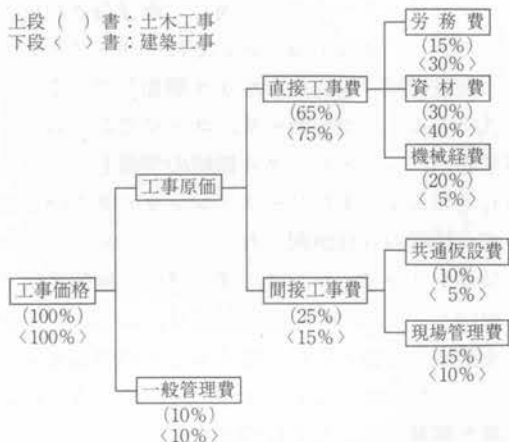 上段（ ）書：土木工事
下段〈 〉書：建築工事
労務費
(15%)
〈30%〉
直接工事費
(65%)
〈75%〉
資材費
(30%)
〈40%〉
機械経費
(20%)
〈 5%〉
工事原価
共通仮設費
(10%)
〈 5%〉
工事価格
(100%)
〈100%〉
間接工事費
(25%)
〈15%〉
現場管理費
(15%)
〈10%〉
一般管理費
(10%)
〈10%〉